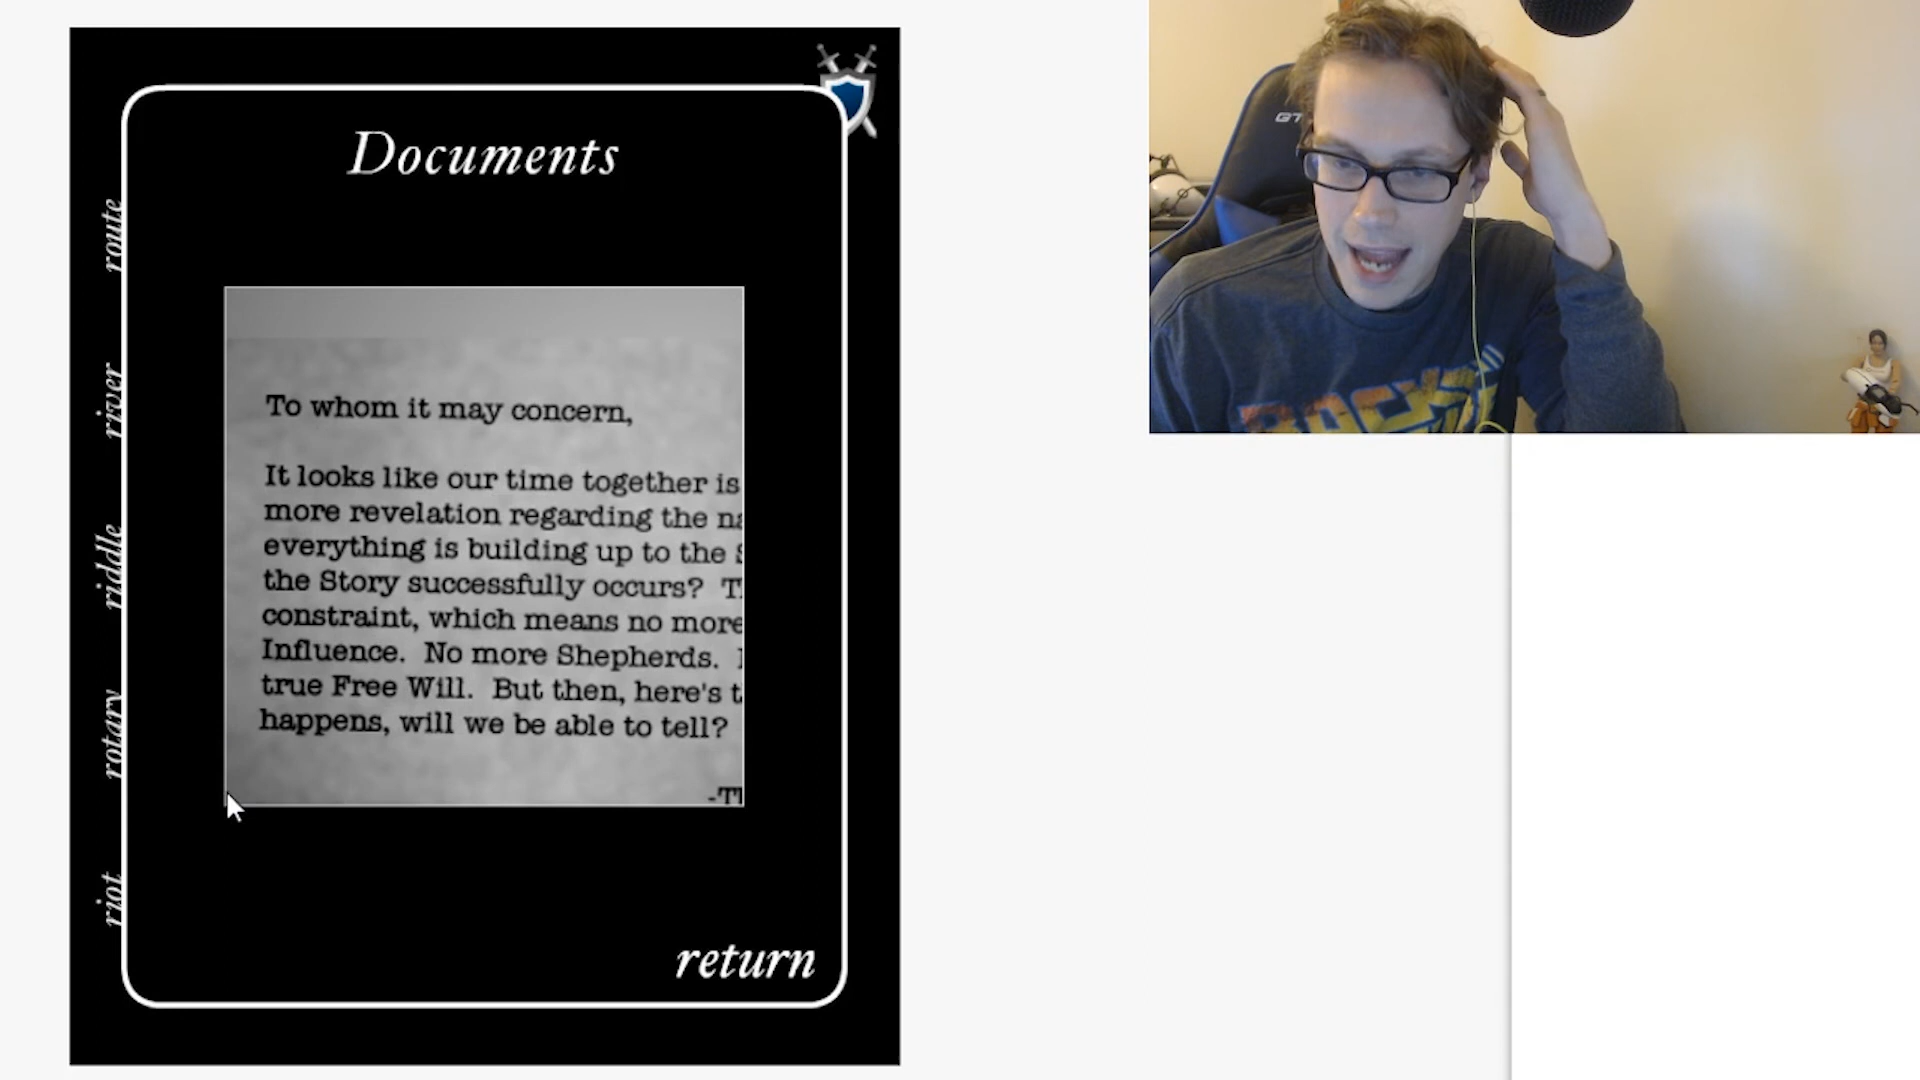 Documents
route
river
riddle
rotary
riot
To whom it may concern,
It looks like our time together is
more revelation regarding the
everything is building up to the
the Story successfully occurs?
constraint, which means no more
Influence. No more Shepherds.
true Free Will. But then, here's
happens, will we be able to tell?
return
GT